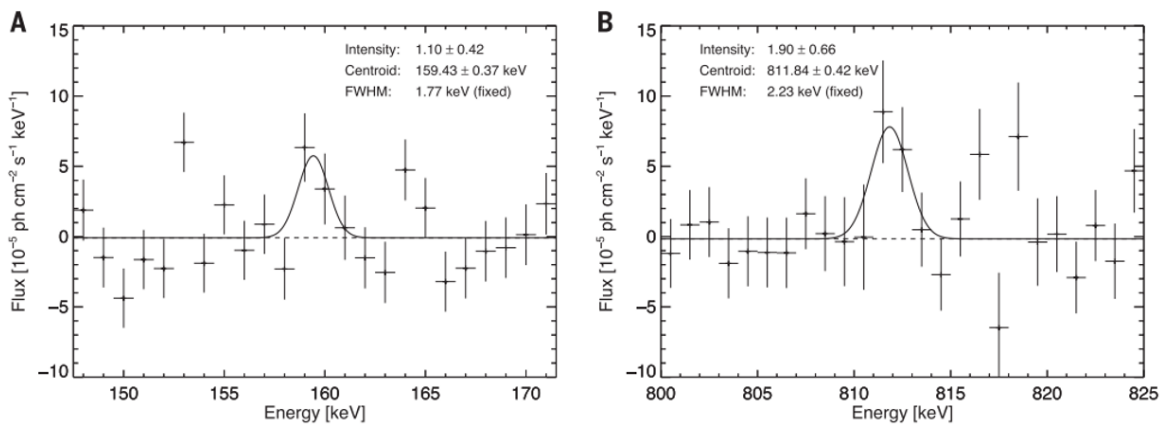 A
Intensity: 1.10 ± 0.42
Centroid: 159.43 ± 0.37 keV
FWHM: 1.77 keV (fixed)
15
10
5
0
−5
−10
Flux [10⁻⁵ ph cm⁻² s⁻¹ keV⁻¹]
150 155 160 165 170
Energy [keV]
B
Intensity: 1.90 ± 0.66
Centroid: 811.84 ± 0.42 keV
FWHM: 2.23 keV (fixed)
15
10
5
0
−5
−10
Flux [10⁻⁵ ph cm⁻² s⁻¹ keV⁻¹]
800 805 810 815 820 825
Energy [keV]